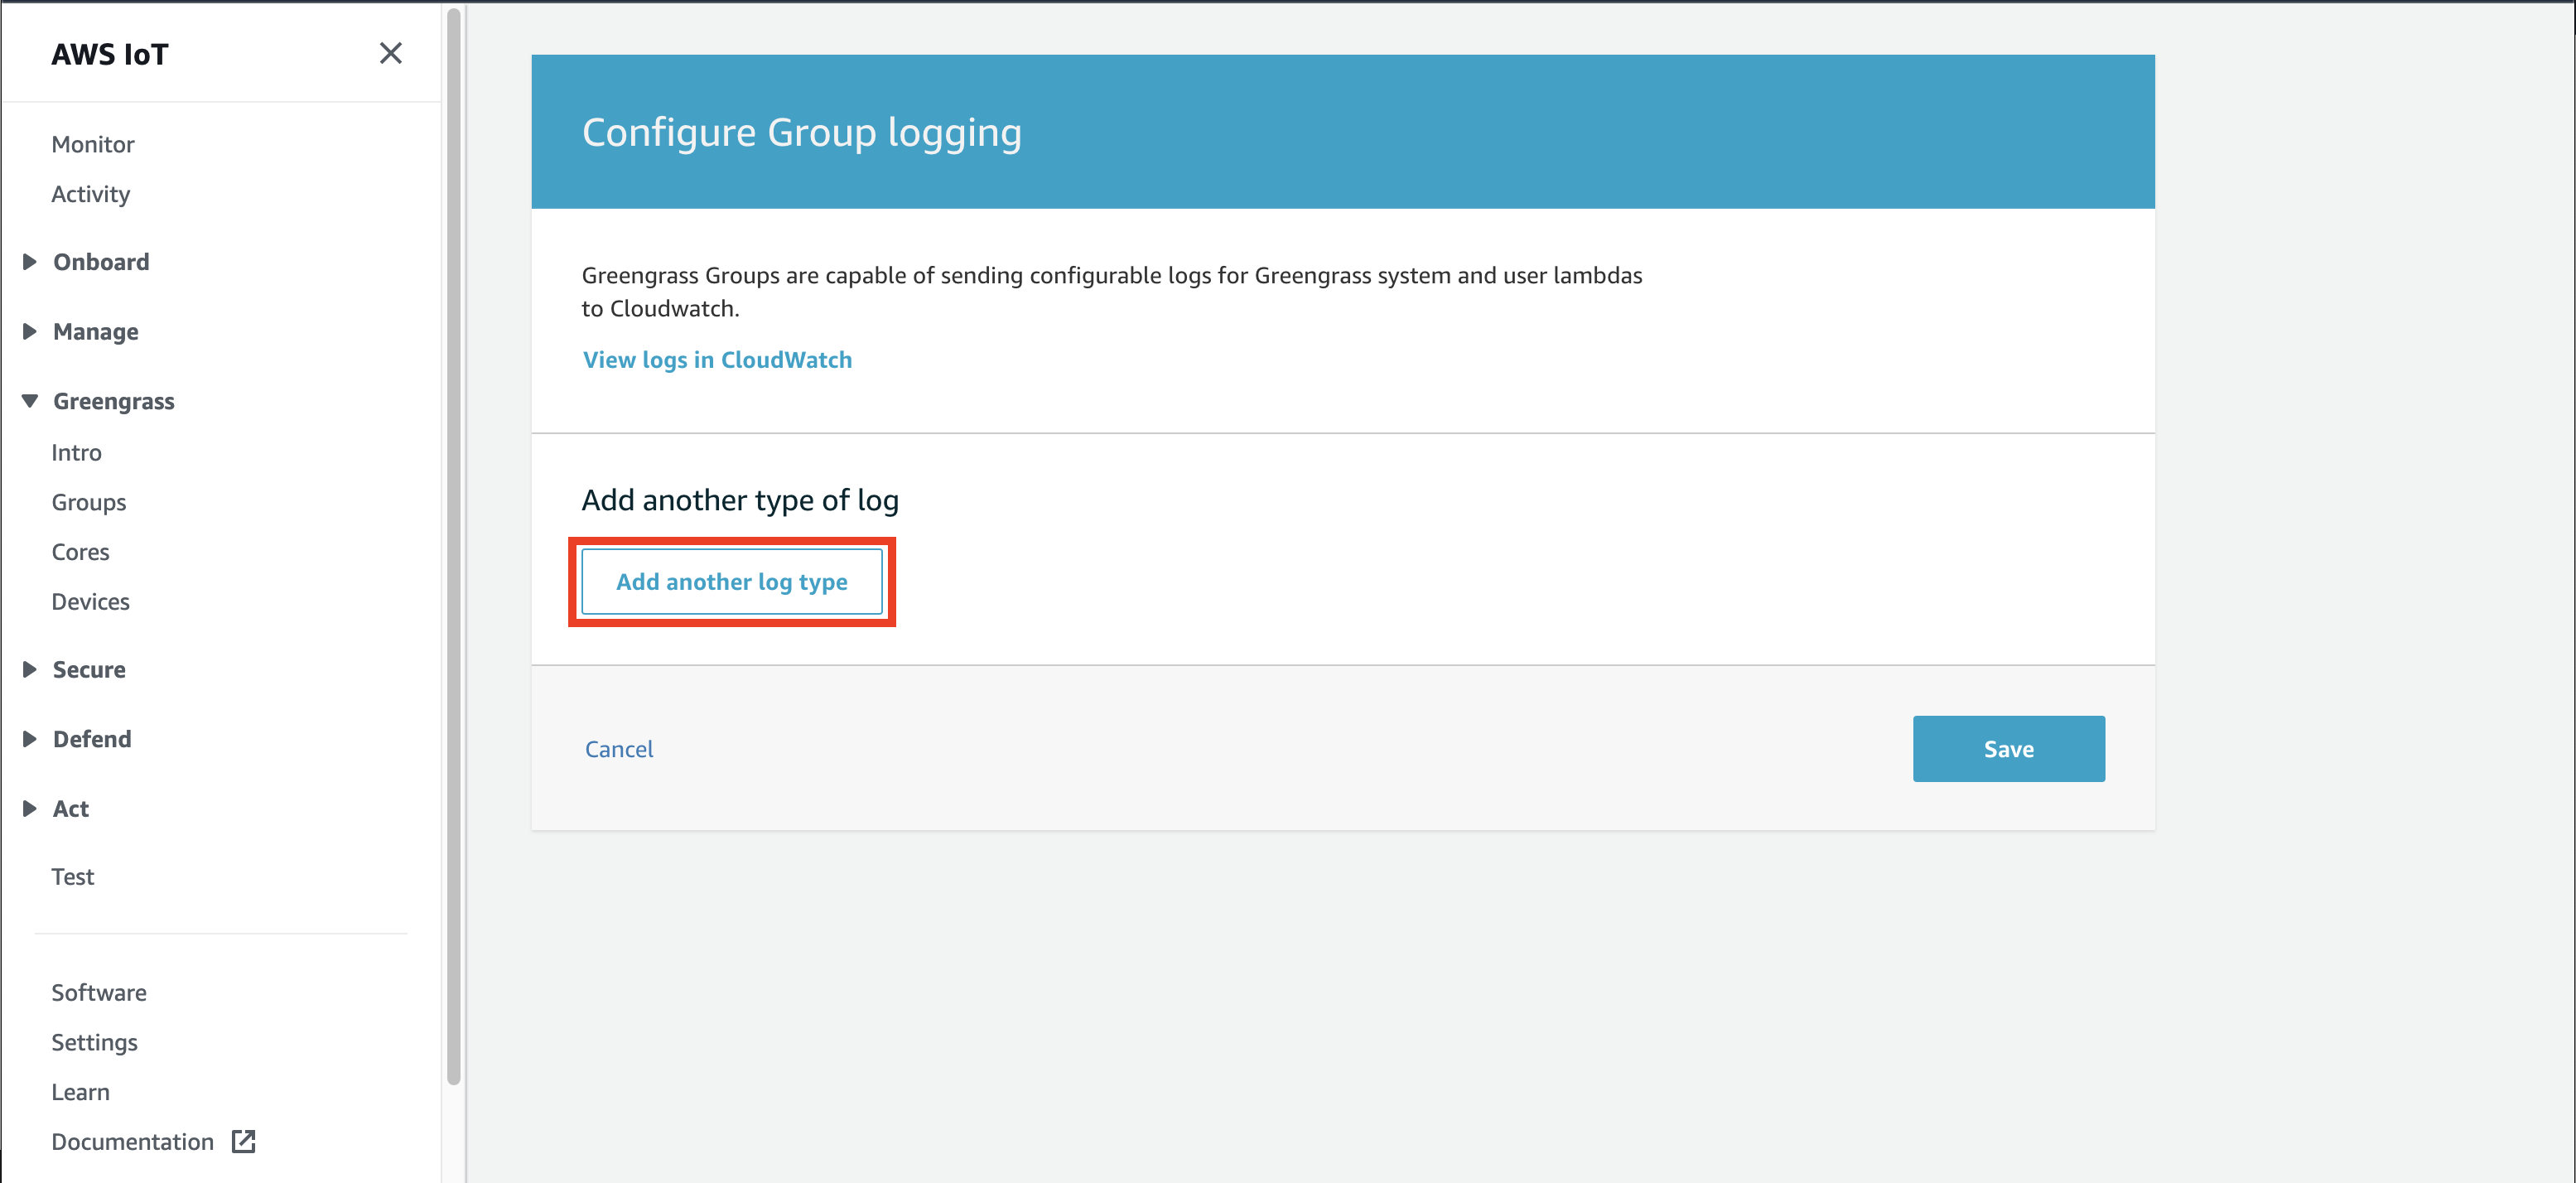 AWS IoT
Monitor
Activity
Onboard
Manage
Greengrass
Intro
Groups
Cores
Devices
Secure
Defend
Act
Test
Software
Settings
Learn
Documentation
Configure Group logging
Greengrass Groups are capable of sending configurable logs for Greengrass system and user lambdas
to Cloudwatch.
View logs in CloudWatch
Add another type of log
Add another log type
Cancel
Save